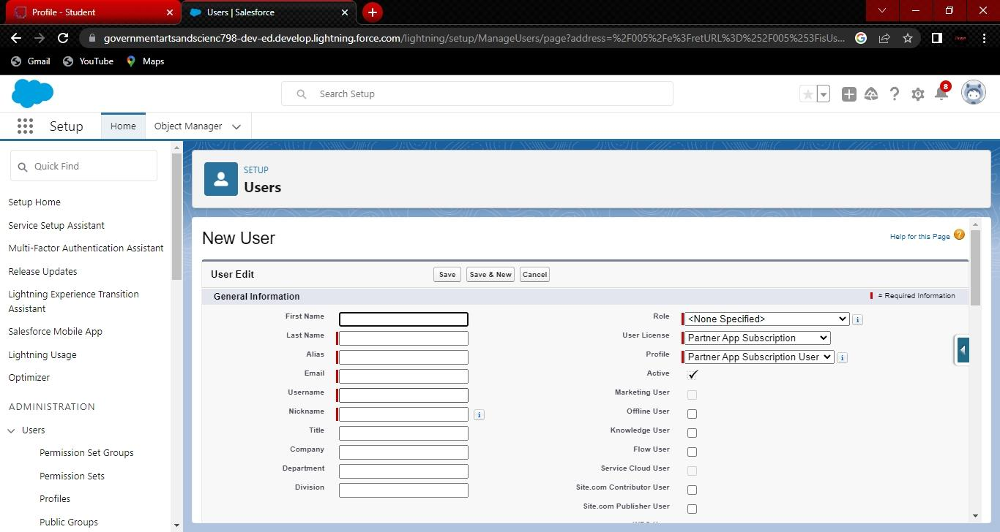 Profile - Student
Users | Salesforce
governmentartsandscienc798-dev-ed.develop.lightning.force.com/lightning/setup/ManageUsers/page?address=%2F005%2Fe%3FretURL%3D%252F005%253FisUs...
Gmail
YouTube
Maps
Search Setup
8
Setup
Home
Object Manager
Quick Find
Setup Home
Service Setup Assistant
Multi-Factor Authentication Assistant
Release Updates
Lightning Experience Transition
Assistant
Salesforce Mobile App
Lightning Usage
Optimizer
ADMINISTRATION
Users
Permission Set Groups
Permission Sets
Profiles
Public Groups
SETUP
Users
New User
Help for this Page
User Edit
Save
Save & New
Cancel
General Information
= Required Information
First Name
Last Name
Alias
Email
Username
Nickname
Title
Company
Department
Division
Role
<None Specified>
User License
Partner App Subscription
Profile
Partner App Subscription User
Active
Marketing User
Offline User
Knowledge User
Flow User
Service Cloud User
Site.com Contributor User
Site.com Publisher User